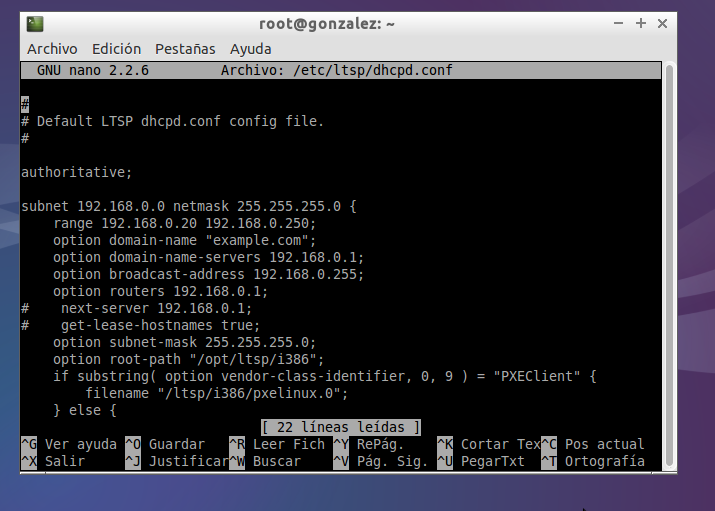 root@gonzalez: ~
Archivo Edición Pestañas Ayuda
GNU nano 2.2.6 Archivo: /etc/ltsp/dhcpd.conf
#
# Default LTSP dhcpd.conf config file.
#
authoritative;
subnet 192.168.0.0 netmask 255.255.255.0 {
    range 192.168.0.20 192.168.0.250;
    option domain-name "example.com";
    option domain-name-servers 192.168.0.1;
    option broadcast-address 192.168.0.255;
    option routers 192.168.0.1;
#    next-server 192.168.0.1;
#    get-lease-hostnames true;
    option subnet-mask 255.255.255.0;
    option root-path "/opt/ltsp/i386";
    if substring( option vendor-class-identifier, 0, 9 ) = "PXEClient" {
        filename "/ltsp/i386/pxelinux.0";
    } else {
[ 22 líneas leídas ]
^G Ver ayuda ^O Guardar ^R Leer Fich ^Y RePág. ^K Cortar Tex ^C Pos actual
^X Salir ^J Justificar ^W Buscar ^V Pág. Sig. ^U PegarTxt ^T Ortografía